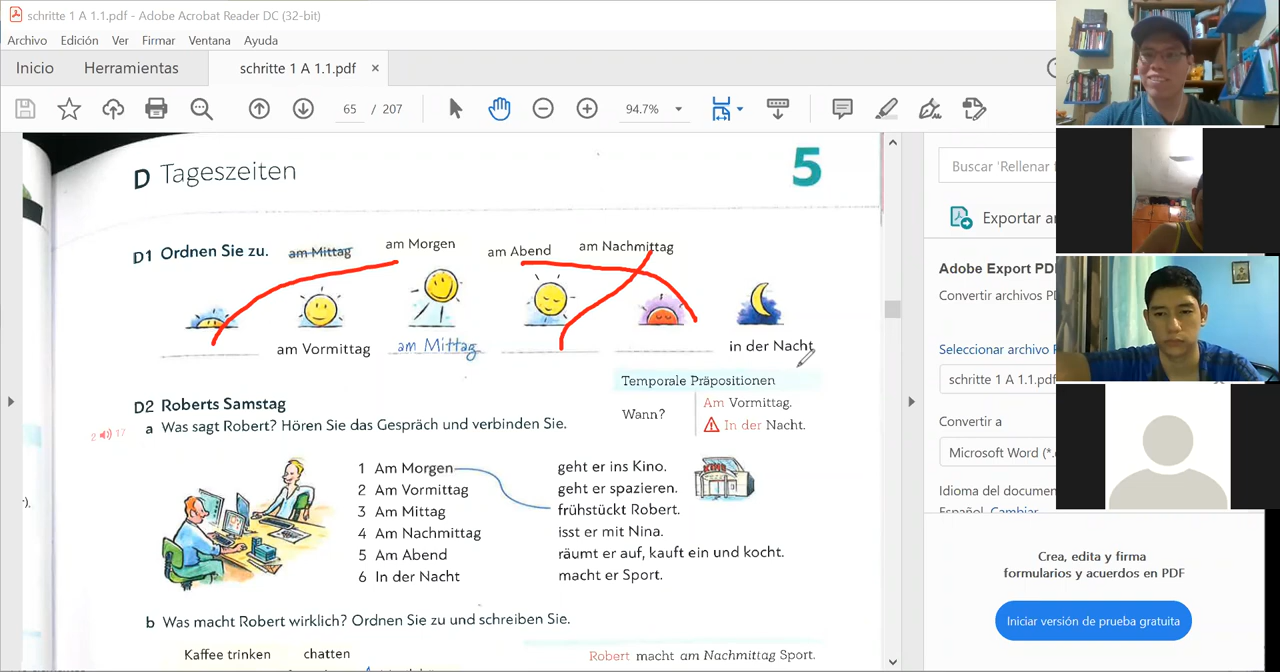 schritte 1 A 1.1.pdf - Adobe Acrobat Reader DC (32-bit)
Archivo Edición Ver Firmar Ventana Ayuda
Inicio Herramientas schritte 1 A 1.1.pdf ×
65 / 207 94.7%
D Tageszeiten 5
D1 Ordnen Sie zu. am Mittag am Morgen am Abend am Nachmittag
am Vormittag am Mittag in der Nacht
Temporale Präpositionen
Wann? Am Vormittag.
In der Nacht.
D2 Roberts Samstag
a Was sagt Robert? Hören Sie das Gespräch und verbinden Sie.
2 17
1 Am Morgen geht er ins Kino.
KINO
2 Am Vormittag geht er spazieren.
3 Am Mittag frühstückt Robert.
4 Am Nachmittag isst er mit Nina.
5 Am Abend räumt er auf, kauft ein und kocht.
6 In der Nacht macht er Sport.
b Was macht Robert wirklich? Ordnen Sie zu und schreiben Sie.
Kaffee trinken chatten
Robert macht am Nachmittag Sport.
Buscar 'Rellenar
Exportar
Adobe Export PD
Convertir archivos
Seleccionar archivo
schritte 1 A 1.1.pdf
Convertir a
Microsoft Word (*.
Idioma del documen
Español Cambiar
Crea, edita y firma
formularios y acuerdos en PDF
Iniciar versión de prueba gratuita